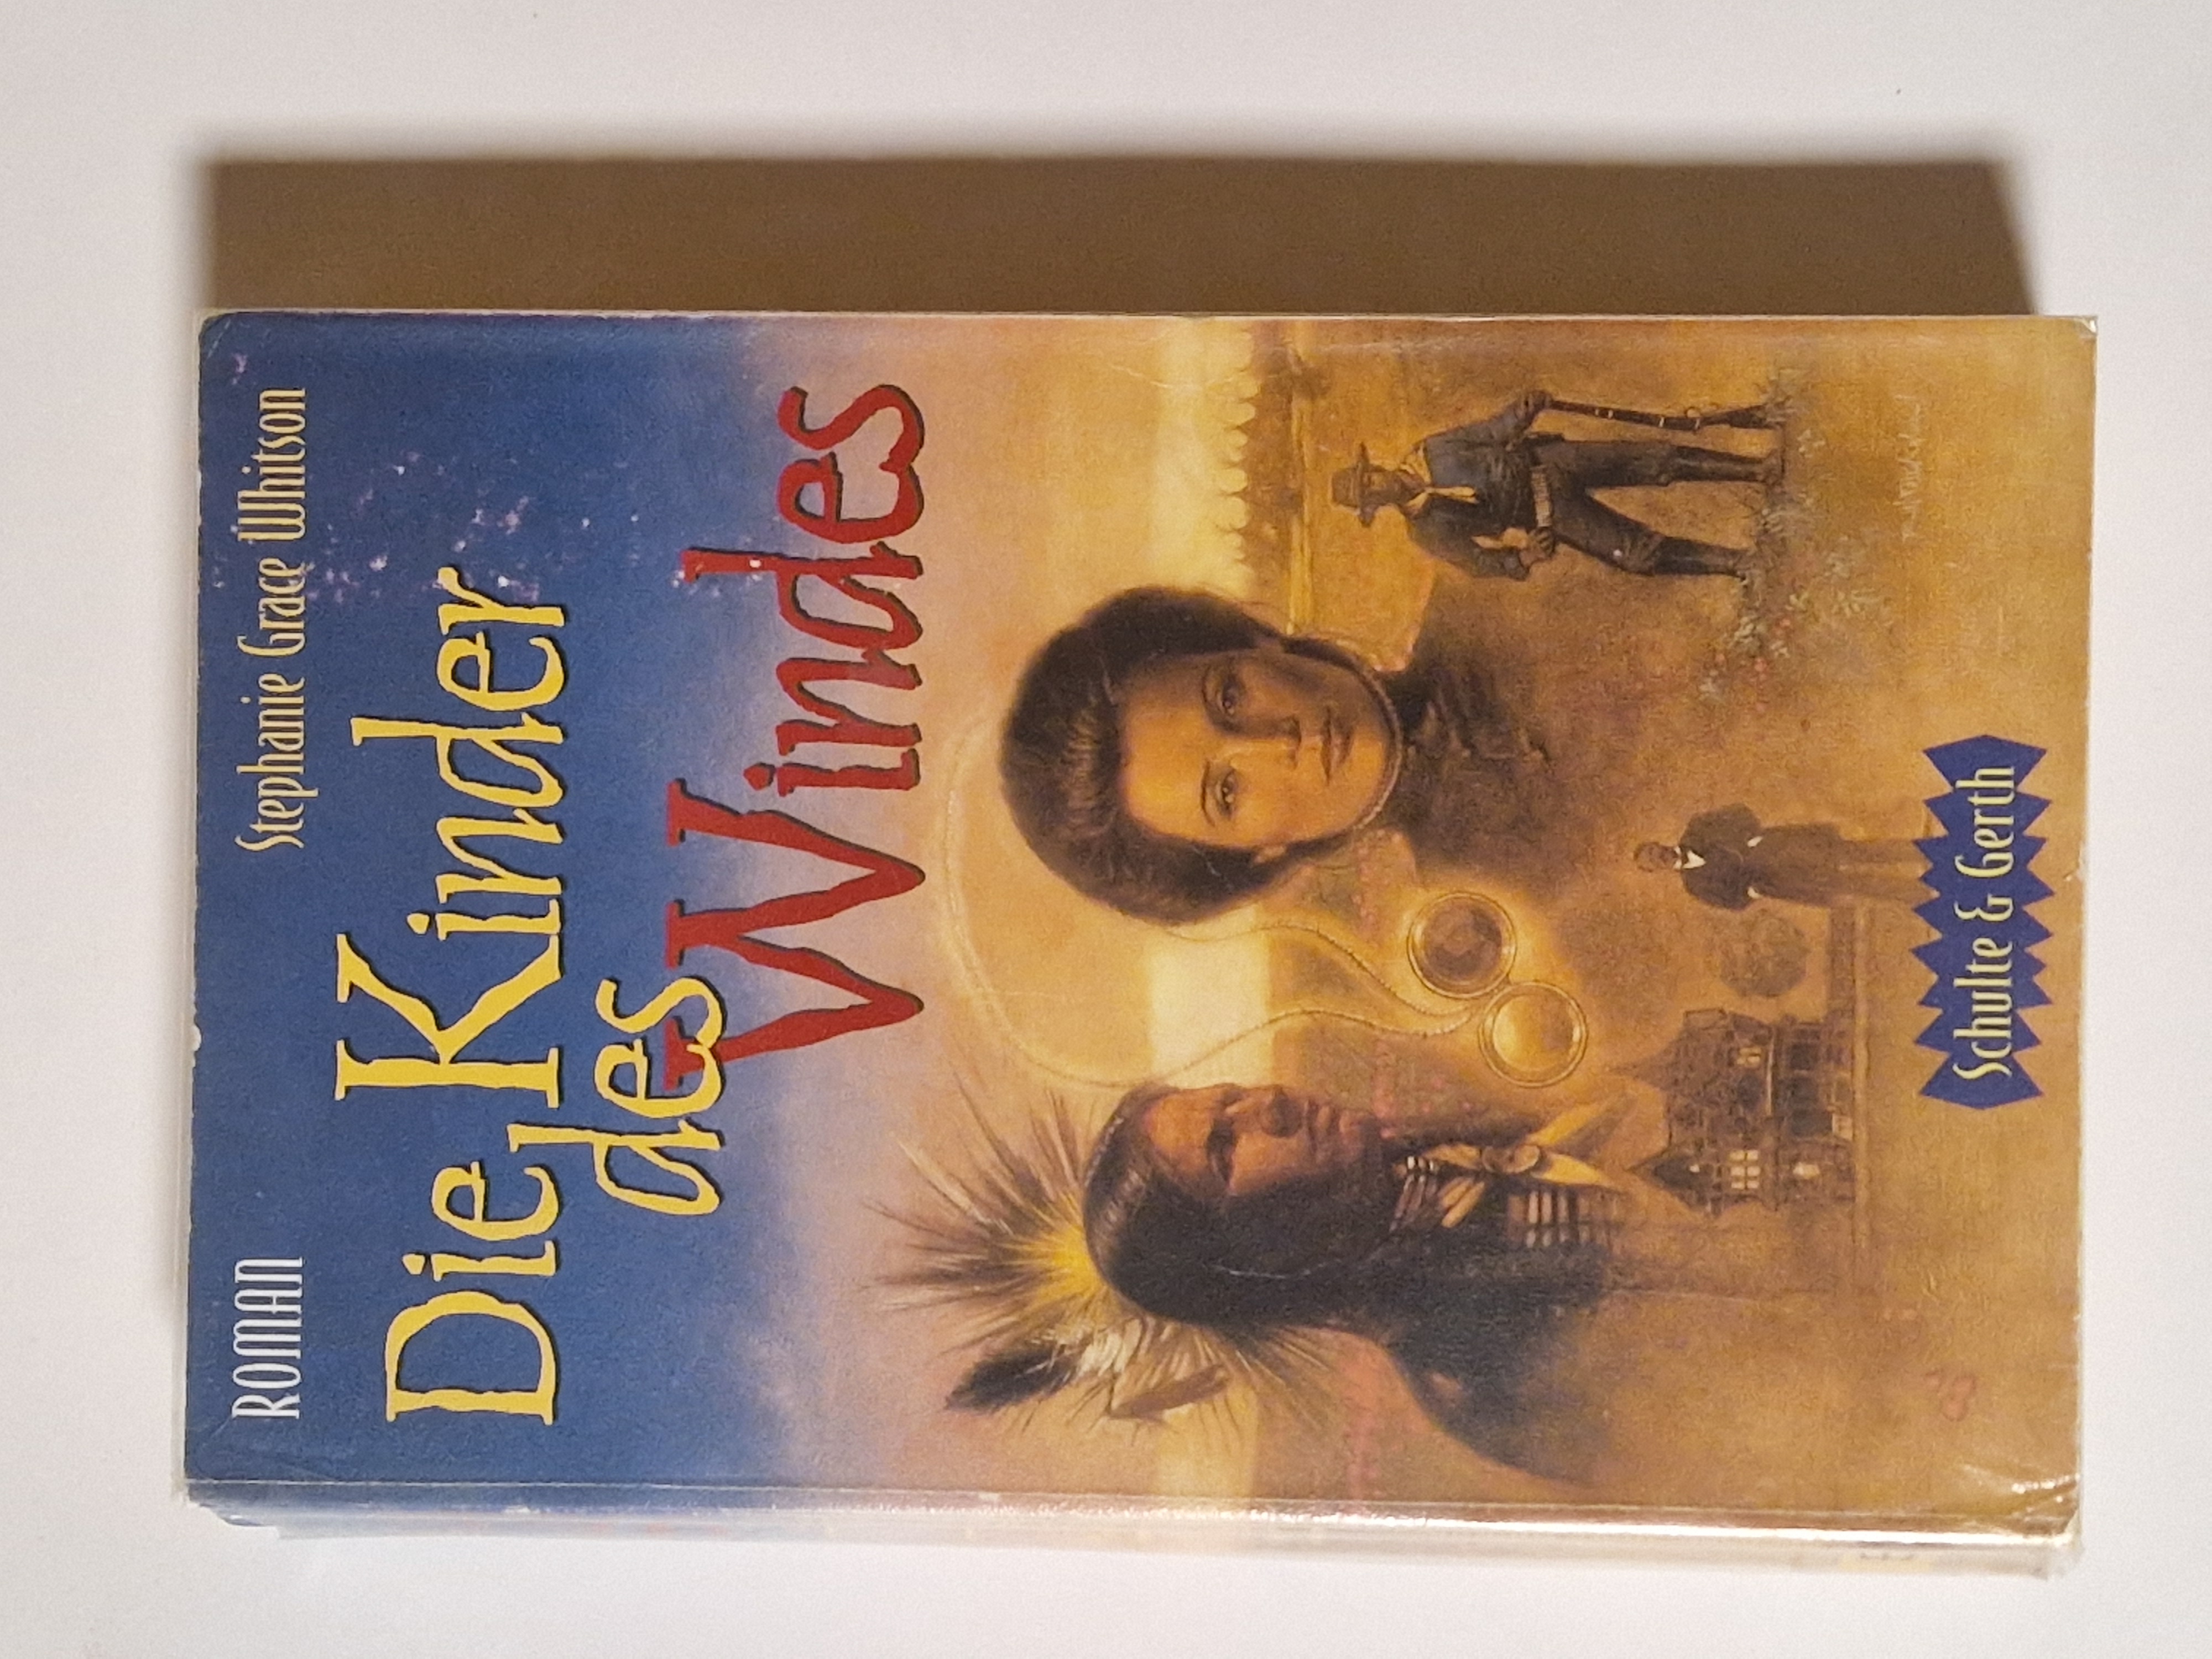 ROMAN
Stephanie Grace Whitson
Die Kinder
des
Windes
Schulte & Gerth